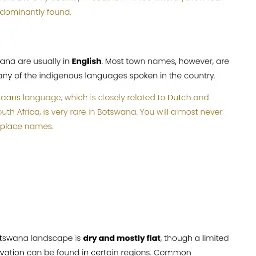 dominantly found.
ana are usually in English. Most town names, however, are
any of the indigenous languages spoken in the country.
aans language, which is closely related to Dutch and
uth Africa, is very rare in Botswana. You will almost never
place names.
tswana landscape is dry and mostly flat, though a limited
vation can be found in certain regions. Common